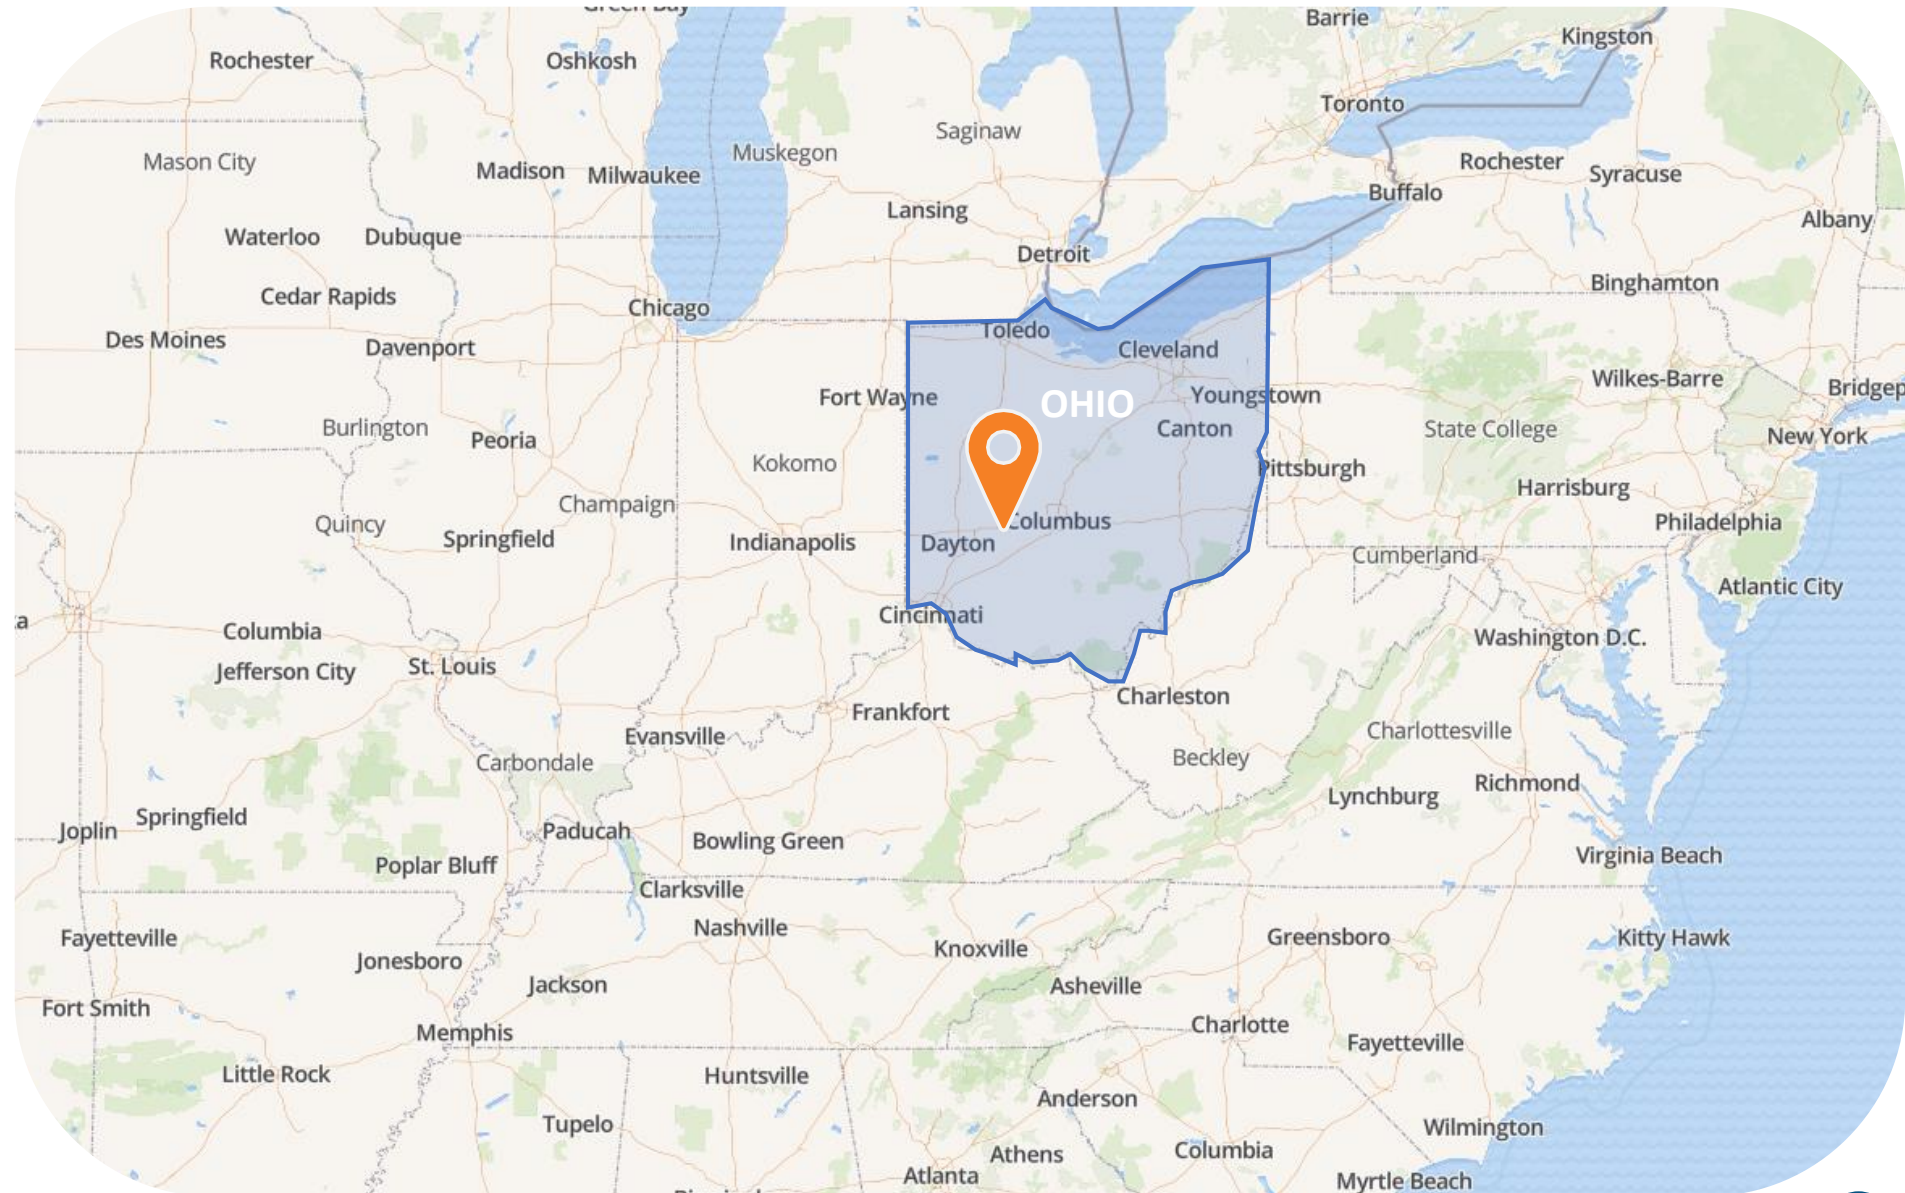 Green Bay
Barrie
Kingston
Rochester
Oshkosh
Toronto
Saginaw
Mason City
Muskegon
Madison
Milwaukee
Rochester
Syracuse
Buffalo
Lansing
Albany
Waterloo
Dubuque
Detroit
Cedar Rapids
Binghamton
Chicago
Des Moines
Davenport
Toledo
Cleveland
Wilkes-Barre
Bridgep
Fort Wayne
OHIO
Youngstown
Burlington
Peoria
Canton
State College
New York
Kokomo
Pittsburgh
Harrisburg
Champaign
Quincy
Springfield
Indianapolis
Columbus
Dayton
Philadelphia
Cumberland
Atlantic City
Cincinnati
a
Columbia
Washington D.C.
Jefferson City
St. Louis
Charleston
Frankfort
Evansville
Charlottesville
Carbondale
Beckley
Richmond
Lynchburg
Springfield
Joplin
Paducah
Bowling Green
Poplar Bluff
Virginia Beach
Clarksville
Nashville
Fayetteville
Greensboro
Kitty Hawk
Jonesboro
Knoxville
Jackson
Asheville
Fort Smith
Memphis
Charlotte
Fayetteville
Little Rock
Huntsville
Anderson
Tupelo
Wilmington
Athens
Columbia
Atlanta
Myrtle Beach